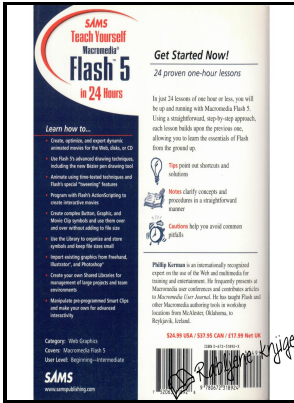 SAMS
Teach Yourself
Macromedia®
Flash™ 5
in 24 Hours
Learn how to...
• Create, optimize, and export dynamic
animated movies for the Web, disks, or CD
• Use Flash 5's advanced drawing techniques,
including the new Bézier pen drawing tool
• Animate using time-tested techniques and
Flash's special "tweening" features
• Program with Flash's ActionScripting to
create interactive movies
• Create complex Button, Graphic, and
Movie Clip symbols and use them over
and over without adding to file size
• Use the Library to organize and store
symbols and keep file sizes small
• Import existing graphics from Freehand,
Illustrator, and Photoshop
• Create your own Shared Libraries for
management of large projects and team
environments
• Manipulate pre-programmed Smart Clips
and make your own for advanced
interactivity
Category: Web Graphics
Covers: Macromedia Flash 5
User Level: Beginning—Intermediate
SAMS
www.samspublishing.com
Get Started Now!
24 proven one-hour lessons
In just 24 lessons of one hour or less, you will
be up and running with Macromedia Flash 5.
Using a straightforward, step-by-step approach,
each lesson builds upon the previous one,
allowing you to learn the essentials of Flash
from the ground up.
Tips point out shortcuts and
solutions
Notes clarify concepts and
procedures in a straightforward
manner
Cautions help you avoid common
pitfalls
Phillip Kerman is an internationally recognized
expert on the use of the Web and multimedia for
training and entertainment. He frequently presents at
Macromedia user conferences and contributes articles
to Macromedia User Journal. He has taught Flash and
other Macromedia authoring tools in workshop
locations from McAlester, Oklahoma, to
Reykjavik, Iceland.
$24.99 USA / $37.95 CAN / £17.99 Net UK
ISBN 0-672-31892-X
9 780672 318924
Rabljene knjige